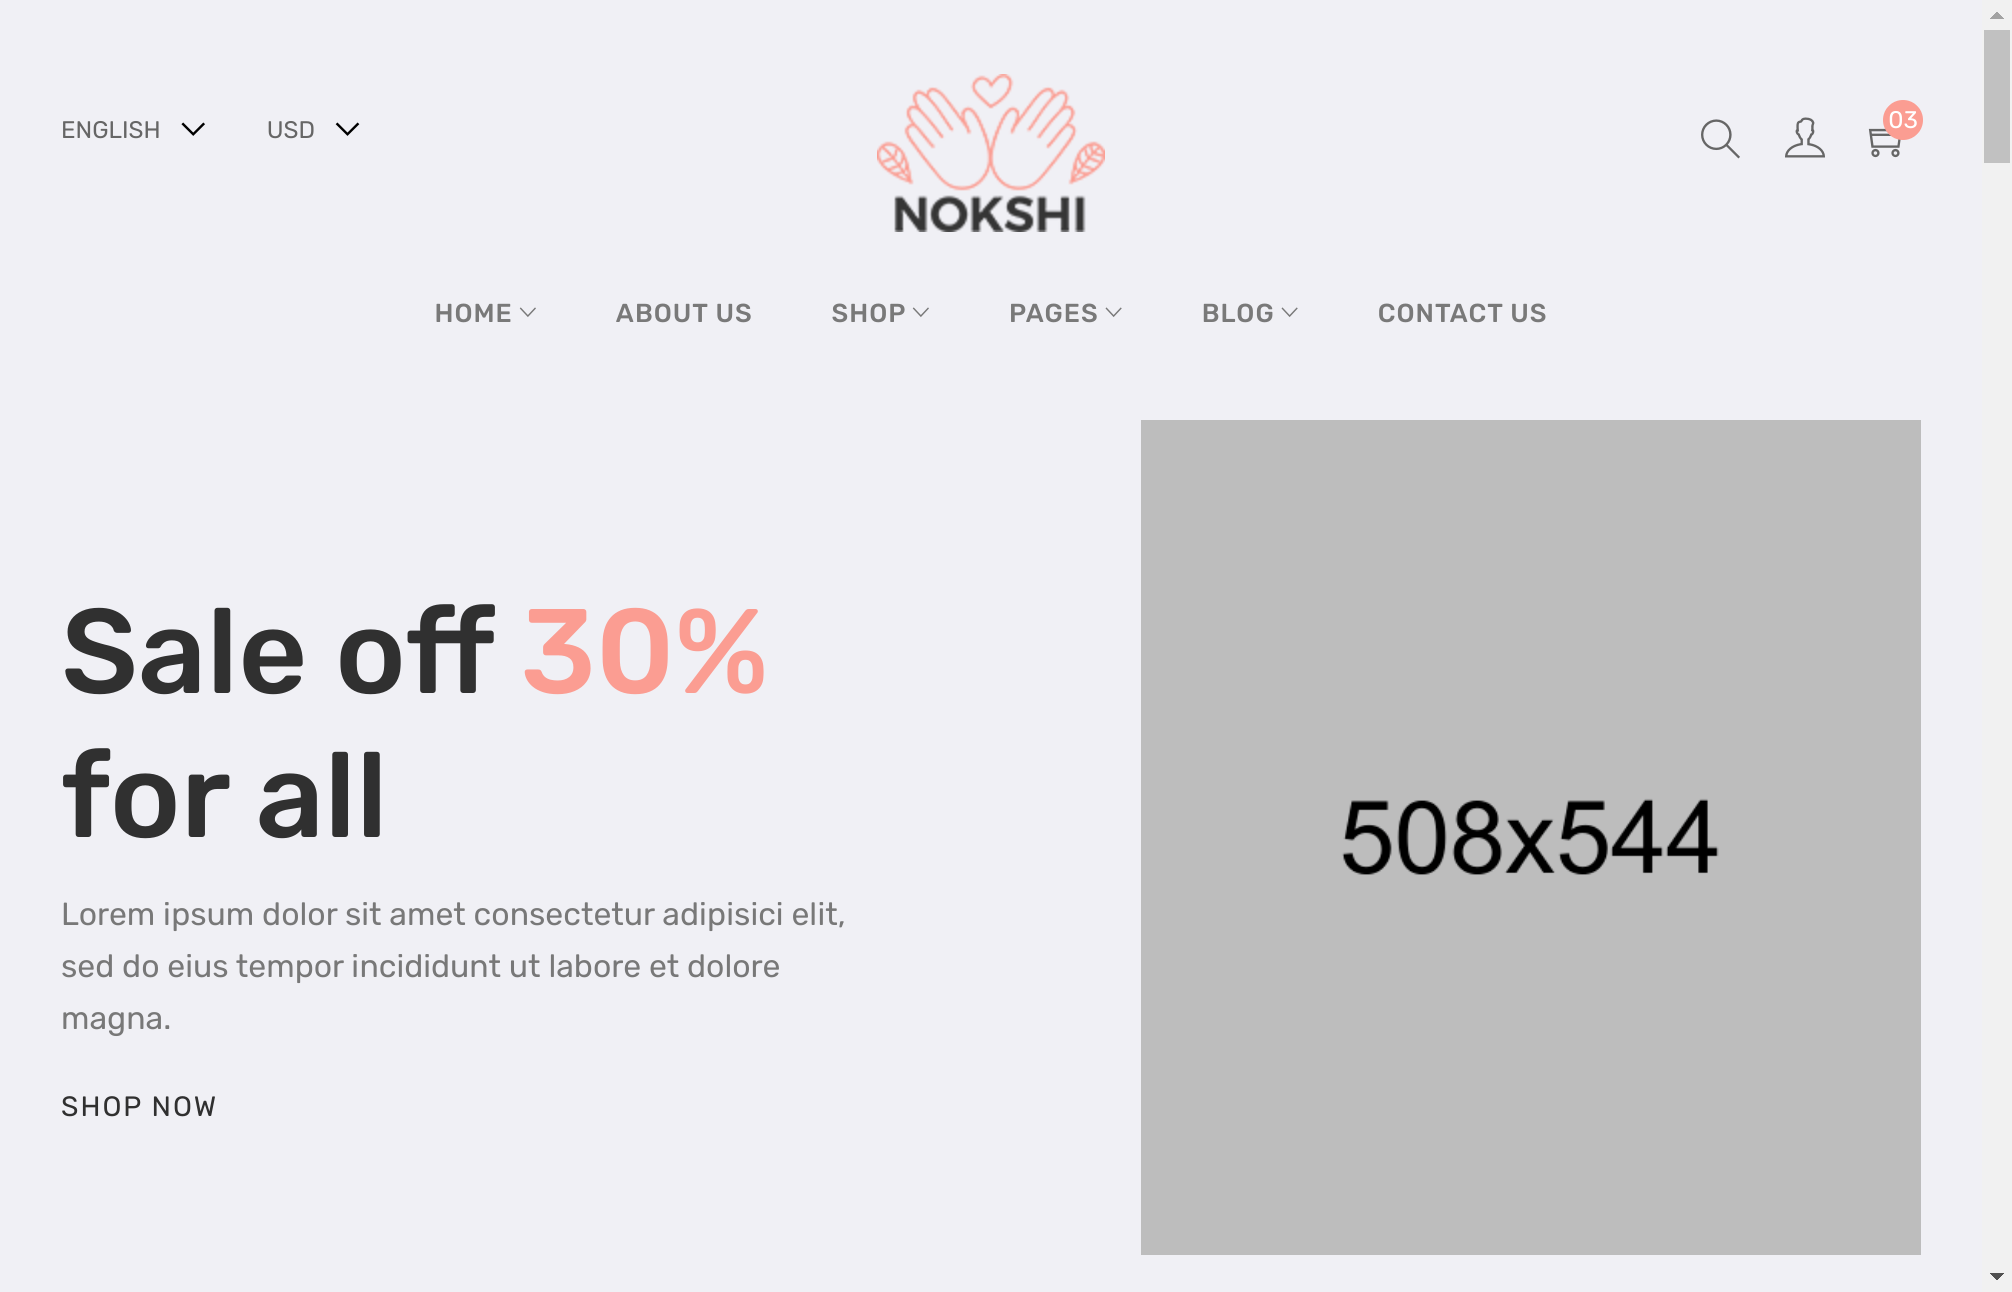 ENGLISH
USD
NOKSHI
03
HOME
ABOUT US
SHOP
PAGES
BLOG
CONTACT US
Sale off 30%
for all
Lorem ipsum dolor sit amet consectetur adipisici elit,
sed do eius tempor incididunt ut labore et dolore
magna.
SHOP NOW
508x544